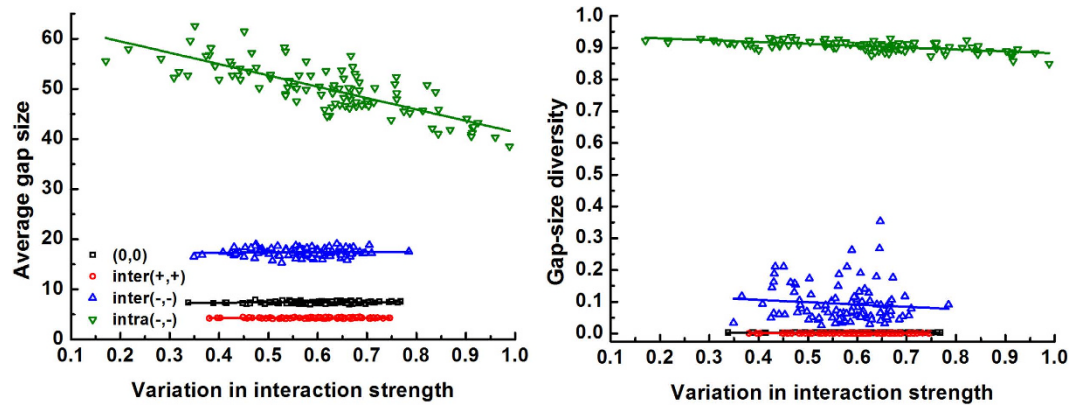 60
50
40
30
20
10
0
Average gap size
(0,0)
inter(+,+)
inter(-,-)
intra(-,-)
0.1 0.2 0.3 0.4 0.5 0.6 0.7 0.8 0.9 1.0
Variation in interaction strength
1.0
0.9
0.8
0.7
0.6
0.5
0.4
0.3
0.2
0.1
0.0
Gap-size diversity
0.1 0.2 0.3 0.4 0.5 0.6 0.7 0.8 0.9 1.0
Variation in interaction strength